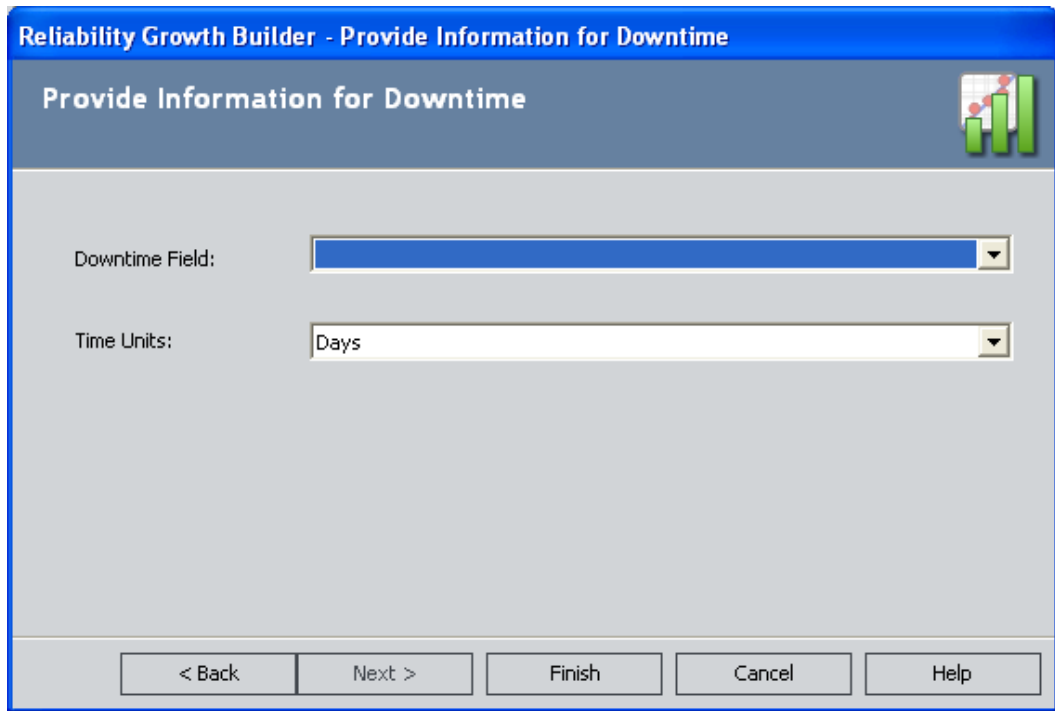 Reliability Growth Builder - Provide Information for Downtime
Provide Information for Downtime
Downtime Field:
Time Units:
Days
< Back
Next >
Finish
Cancel
Help